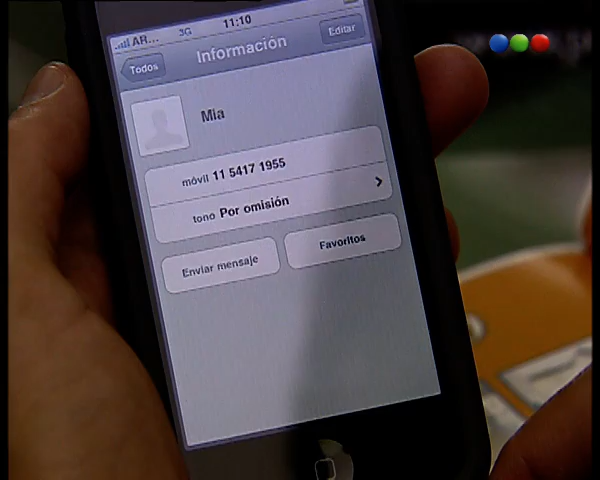 AR... 3G 11:10
Todos Información Editar
Mia
móvil 11 5417 1955
tono Por omisión
Enviar mensaje Favoritos